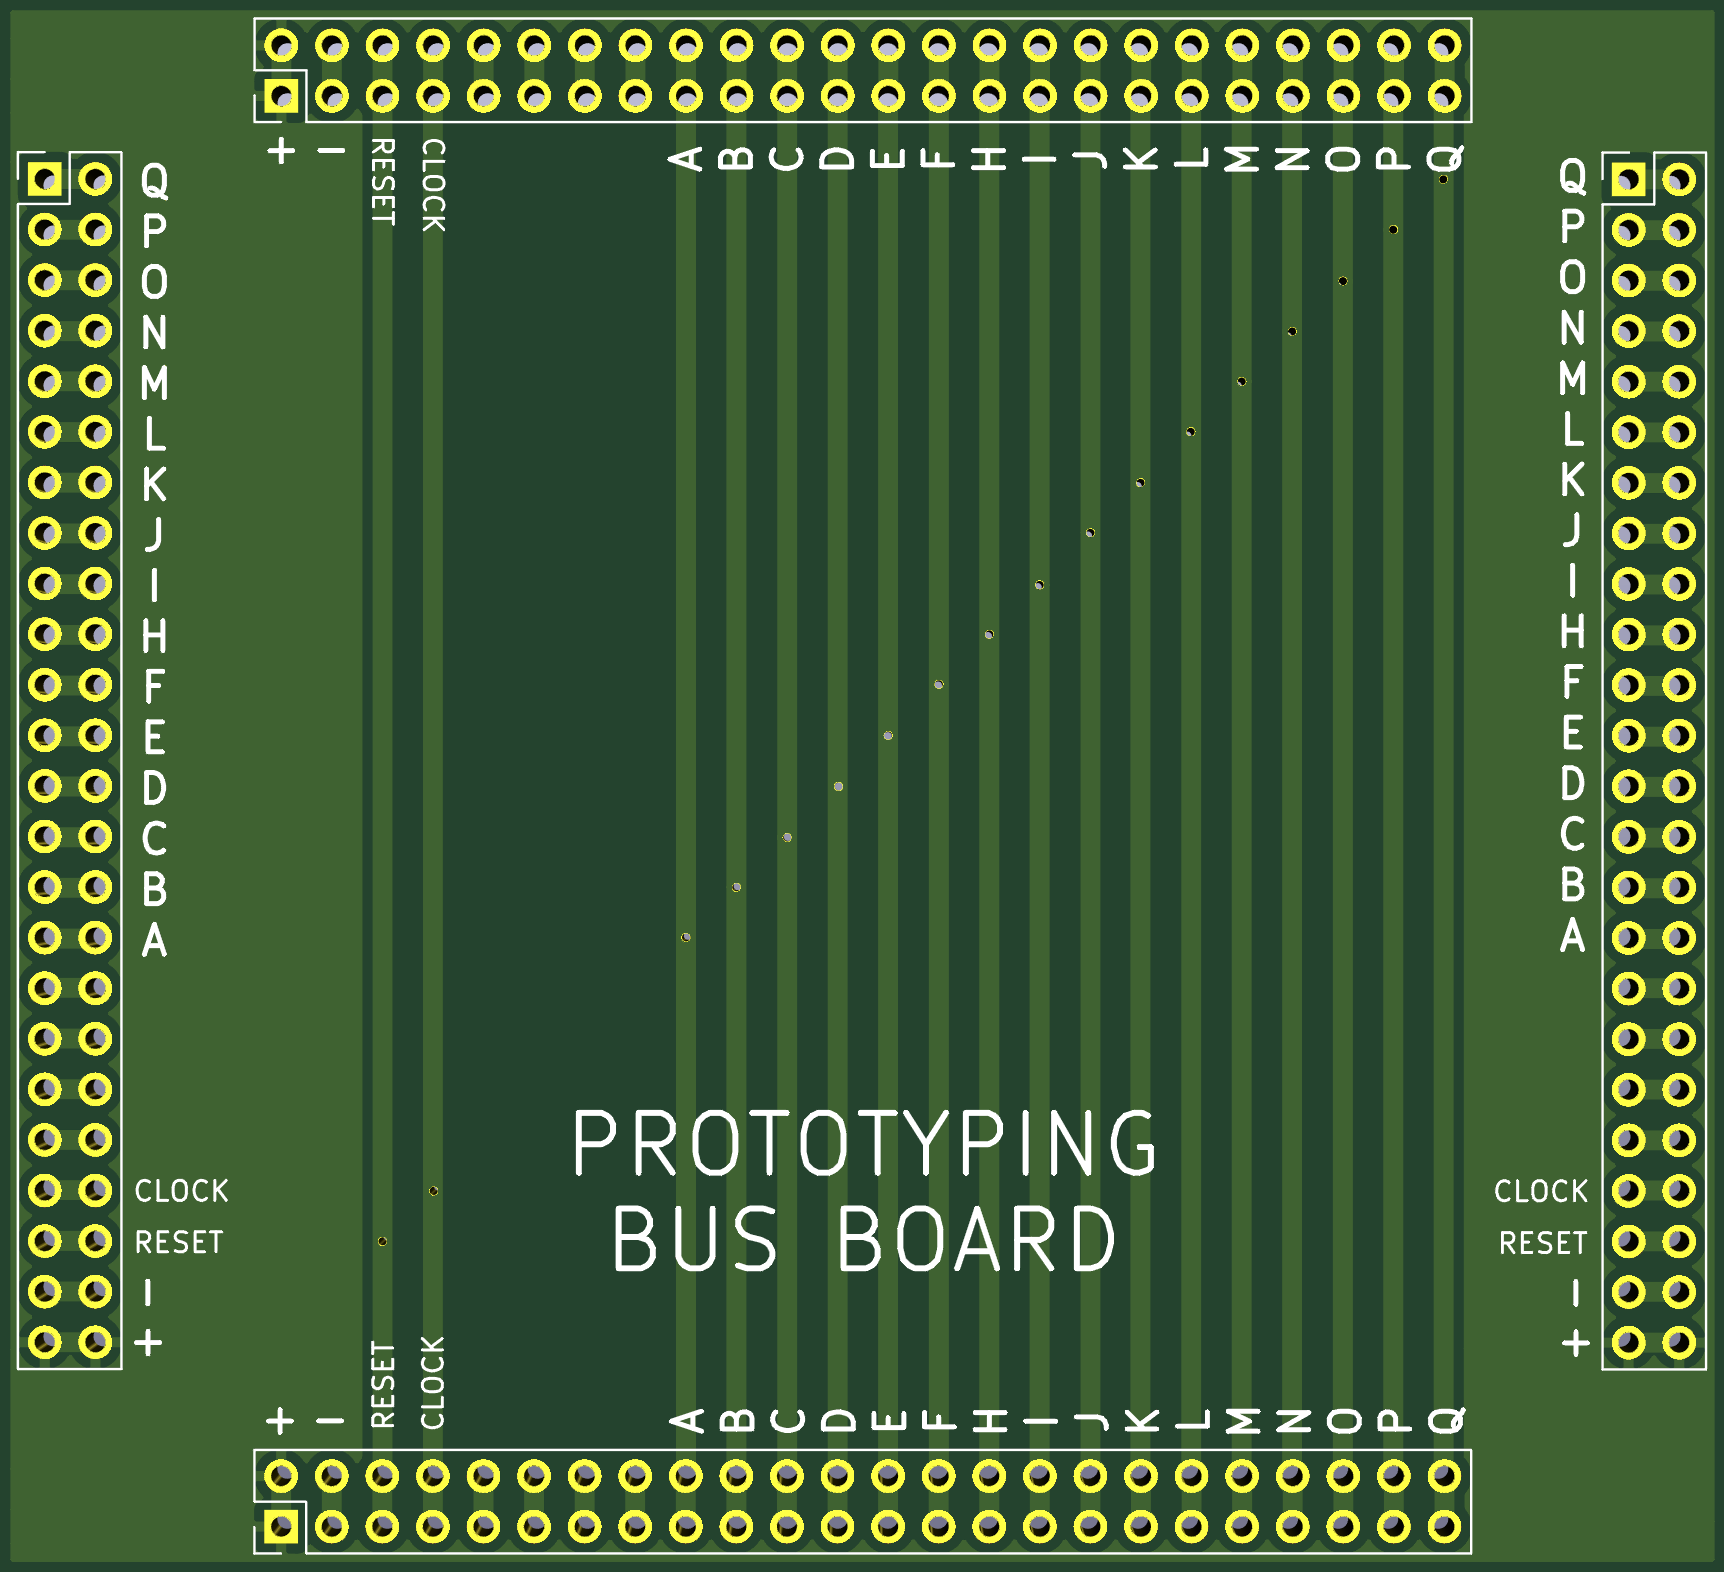 + − RESET CLOCK A B C D E F H I J K L M N O P Q
Q
P
O
N
M
L
K
J
I
H
F
E
D
C
B
A
CLOCK
RESET
−
+
Q
P
O
N
M
L
K
J
I
H
F
E
D
C
B
A
CLOCK
RESET
−
+
PROTOTYPING
BUS BOARD
+ − RESET CLOCK A B C D E F H I J K L M N O P Q